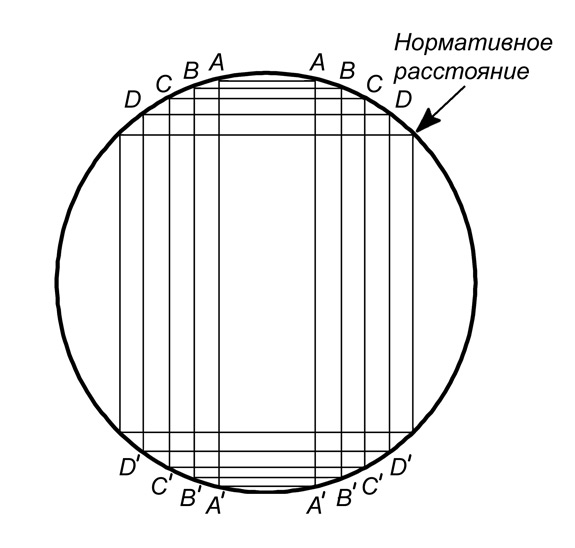 Нормативное
расстояние
D C B A A B C D
D' C' B' A' A' B' C' D'